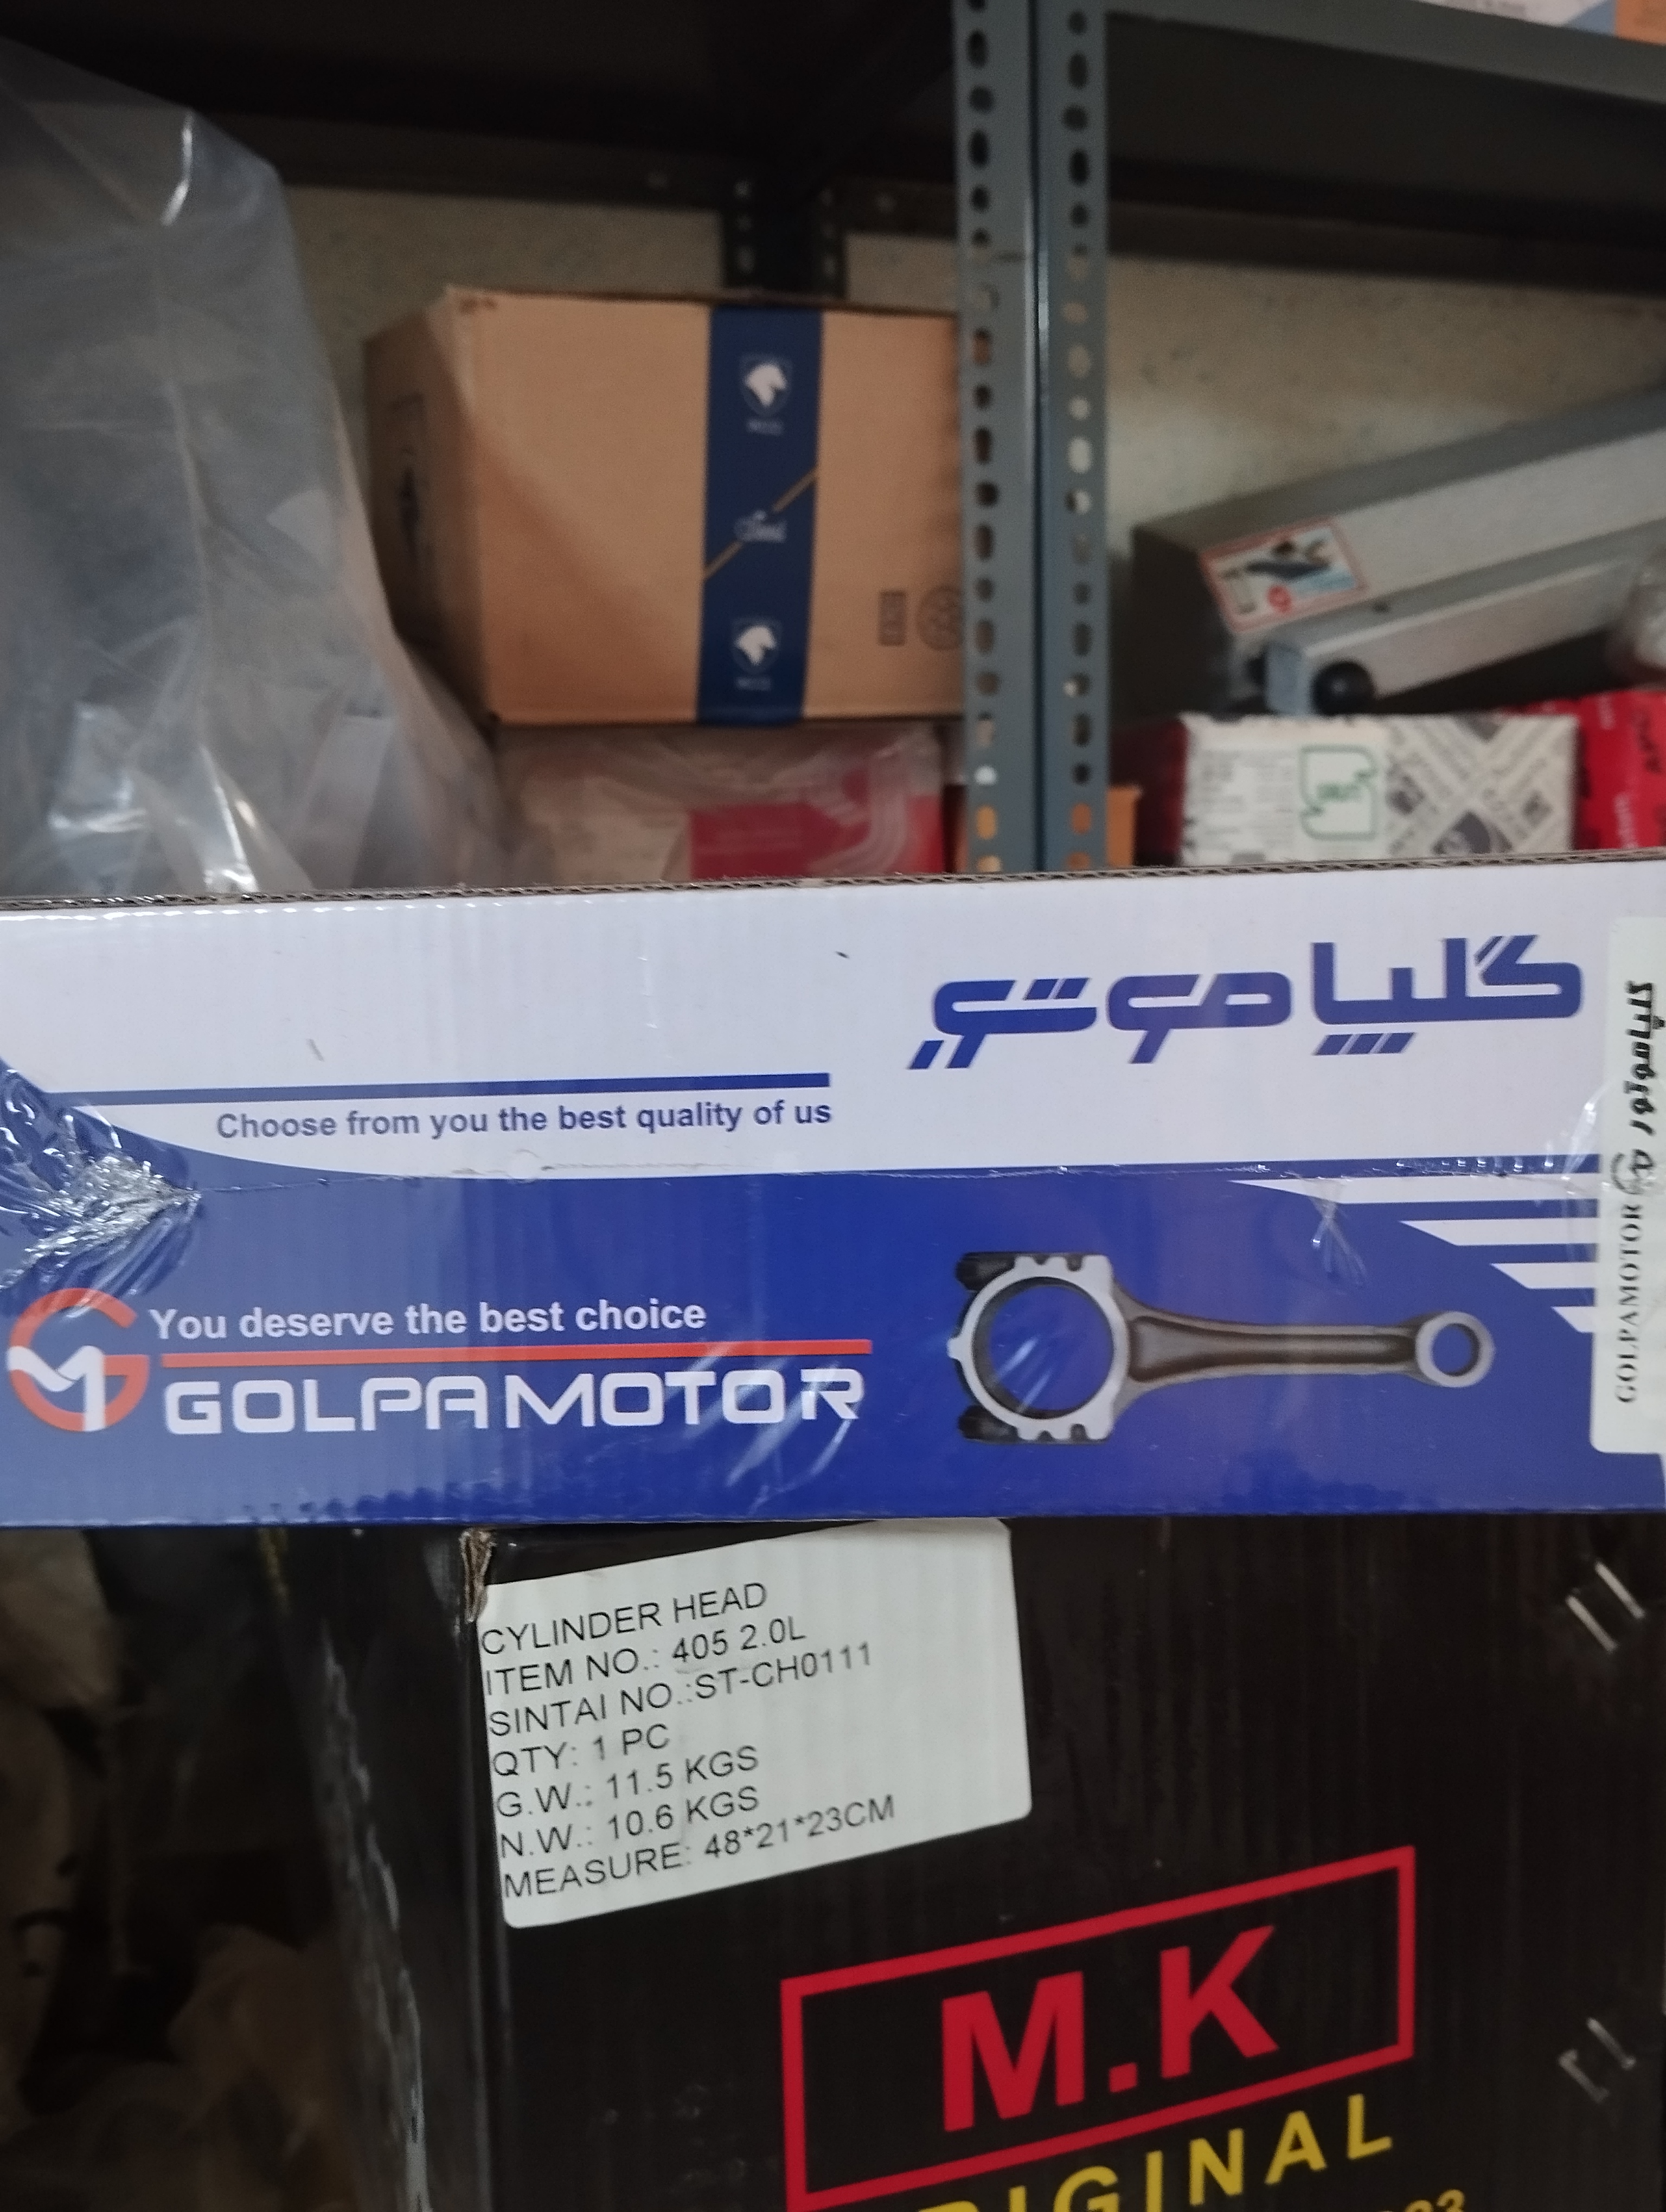 گلپا موتور
Choose from you the best quality of us
You deserve the best choice
GOLPAMOTOR
GOLPAMOTOR گلپاموتور
CYLINDER HEAD
ITEM NO.: 405 2.0L
SINTAI NO.:ST-CH0111
QTY: 1 PC
G.W.: 11.5 KGS
N.W.: 10.6 KGS
MEASURE: 48*21*23CM
M.K